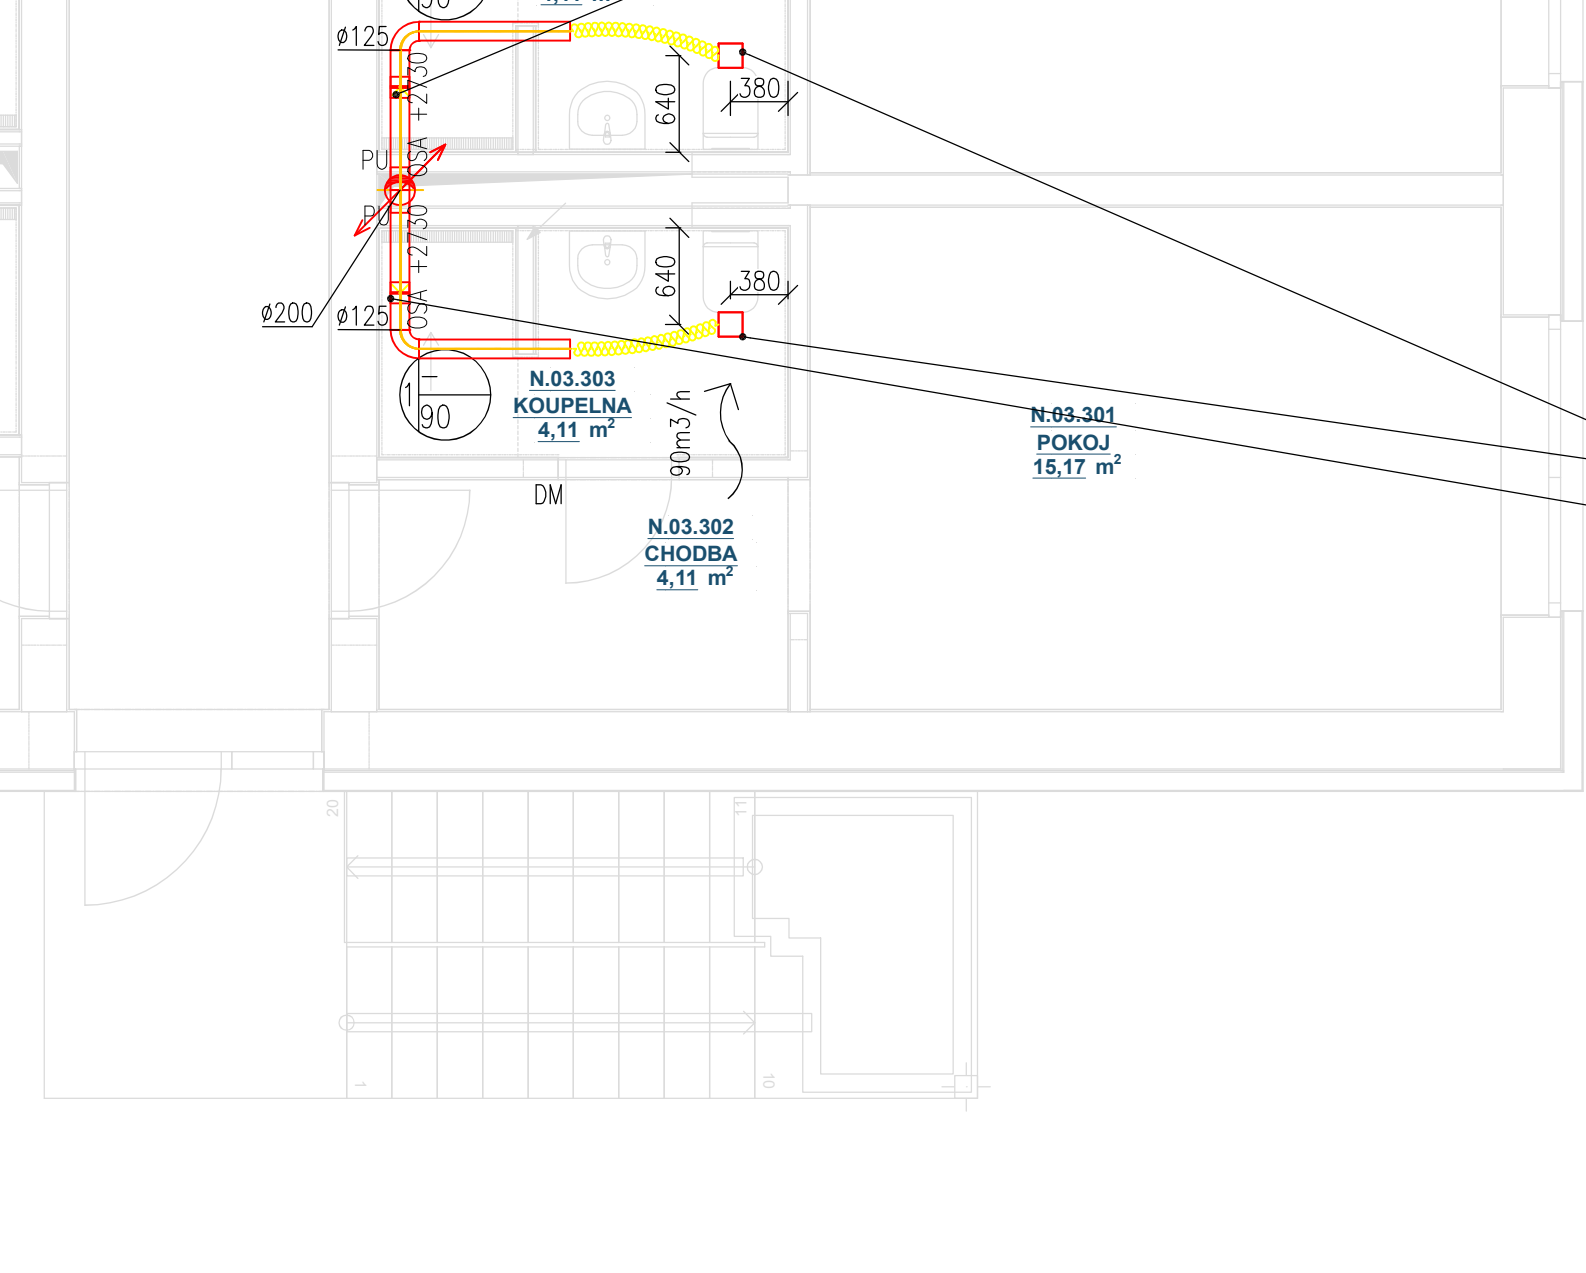 90
ø125
OSA +2730
640
380
PU
PU
OSA +2730
640
380
ø200
ø125
1
–
90
N.03.303
KOUPELNA
4,11 m²
90m3/h
N.03.301
POKOJ
15,17 m²
DM
N.03.302
CHODBA
4,11 m²
20
11
1
10